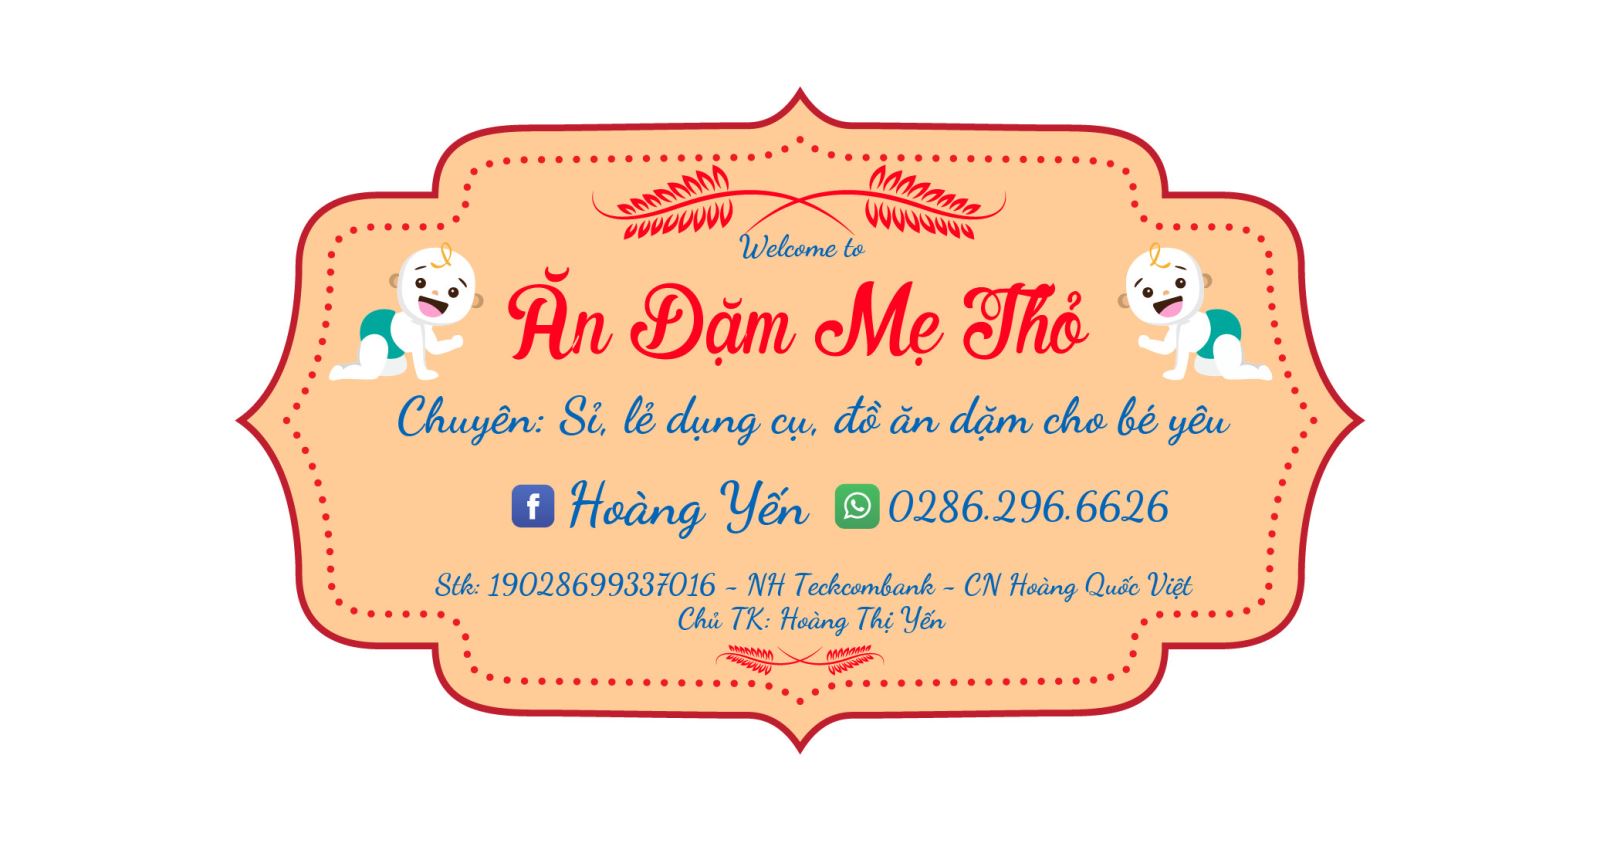 Welcome to
Ăn Dặm Mẹ Thỏ
Chuyên: Sỉ, lẻ dụng cụ, đồ ăn dặm cho bé yêu
f Hoàng Yến 0286.296.6626
Stk: 19028699337016 - NH Teckcombank - CN Hoàng Quốc Việt
Chủ TK: Hoàng Thị Yến